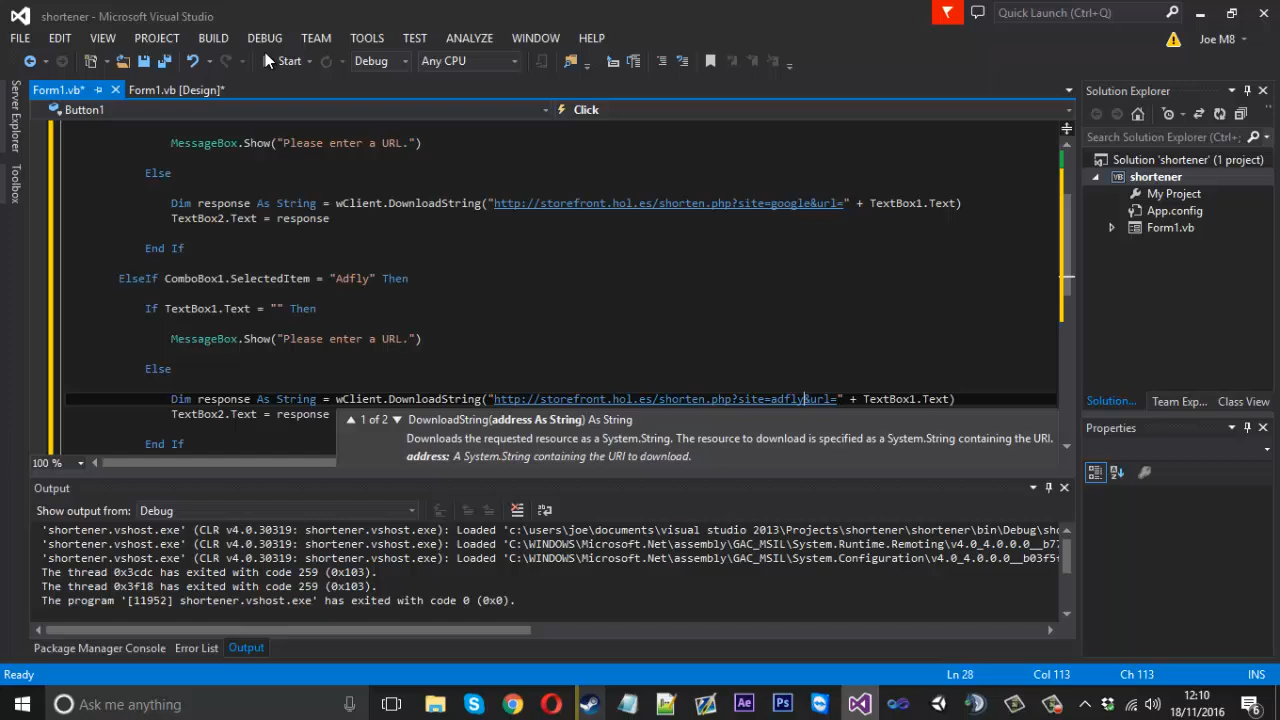 shortener - Microsoft Visual Studio
Quick Launch (Ctrl+Q)
FILE EDIT VIEW PROJECT BUILD DEBUG TEAM TOOLS TEST ANALYZE WINDOW HELP
Joe M8
Start Debug Any CPU
Form1.vb* Form1.vb [Design]*
Button1 Click
Server Explorer
Toolbox
MessageBox.Show("Please enter a URL.")
Else
Dim response As String = wClient.DownloadString("http://storefront.hol.es/shorten.php?site=google&url=" + TextBox1.Text)
TextBox2.Text = response
End If
ElseIf ComboBox1.SelectedItem = "Adfly" Then
If TextBox1.Text = "" Then
MessageBox.Show("Please enter a URL.")
Else
Dim response As String = wClient.DownloadString("http://storefront.hol.es/shorten.php?site=adfly&url=" + TextBox1.Text)
TextBox2.Text = response
1 of 2 DownloadString(address As String) As String
Downloads the requested resource as a System.String. The resource to download is specified as a System.String containing the URI.
address: A System.String containing the URI to download.
End If
100 %
Solution Explorer
Search Solution Explorer (Ctrl+;
Solution 'shortener' (1 project)
shortener
My Project
App.config
Form1.vb
Solution... Team Exp... Class View
Properties
Output
Show output from: Debug
'shortener.vshost.exe' (CLR v4.0.30319: shortener.vshost.exe): Loaded 'c:\users\joe\documents\visual studio 2013\Projects\shortener\shortener\bin\Debug\sho
'shortener.vshost.exe' (CLR v4.0.30319: shortener.vshost.exe): Loaded 'C:\WINDOWS\Microsoft.Net\assembly\GAC_MSIL\System.Runtime.Remoting\v4.0_4.0.0.0__b77
'shortener.vshost.exe' (CLR v4.0.30319: shortener.vshost.exe): Loaded 'C:\WINDOWS\Microsoft.Net\assembly\GAC_MSIL\System.Configuration\v4.0_4.0.0.0__b03f5f
The thread 0x3cdc has exited with code 259 (0x103).
The thread 0x3f18 has exited with code 259 (0x103).
The program '[11952] shortener.vshost.exe' has exited with code 0 (0x0).
Package Manager Console Error List Output
Ready Ln 28 Col 113 Ch 113 INS
Ask me anything
Ae Ps
12:10
18/11/2016
6